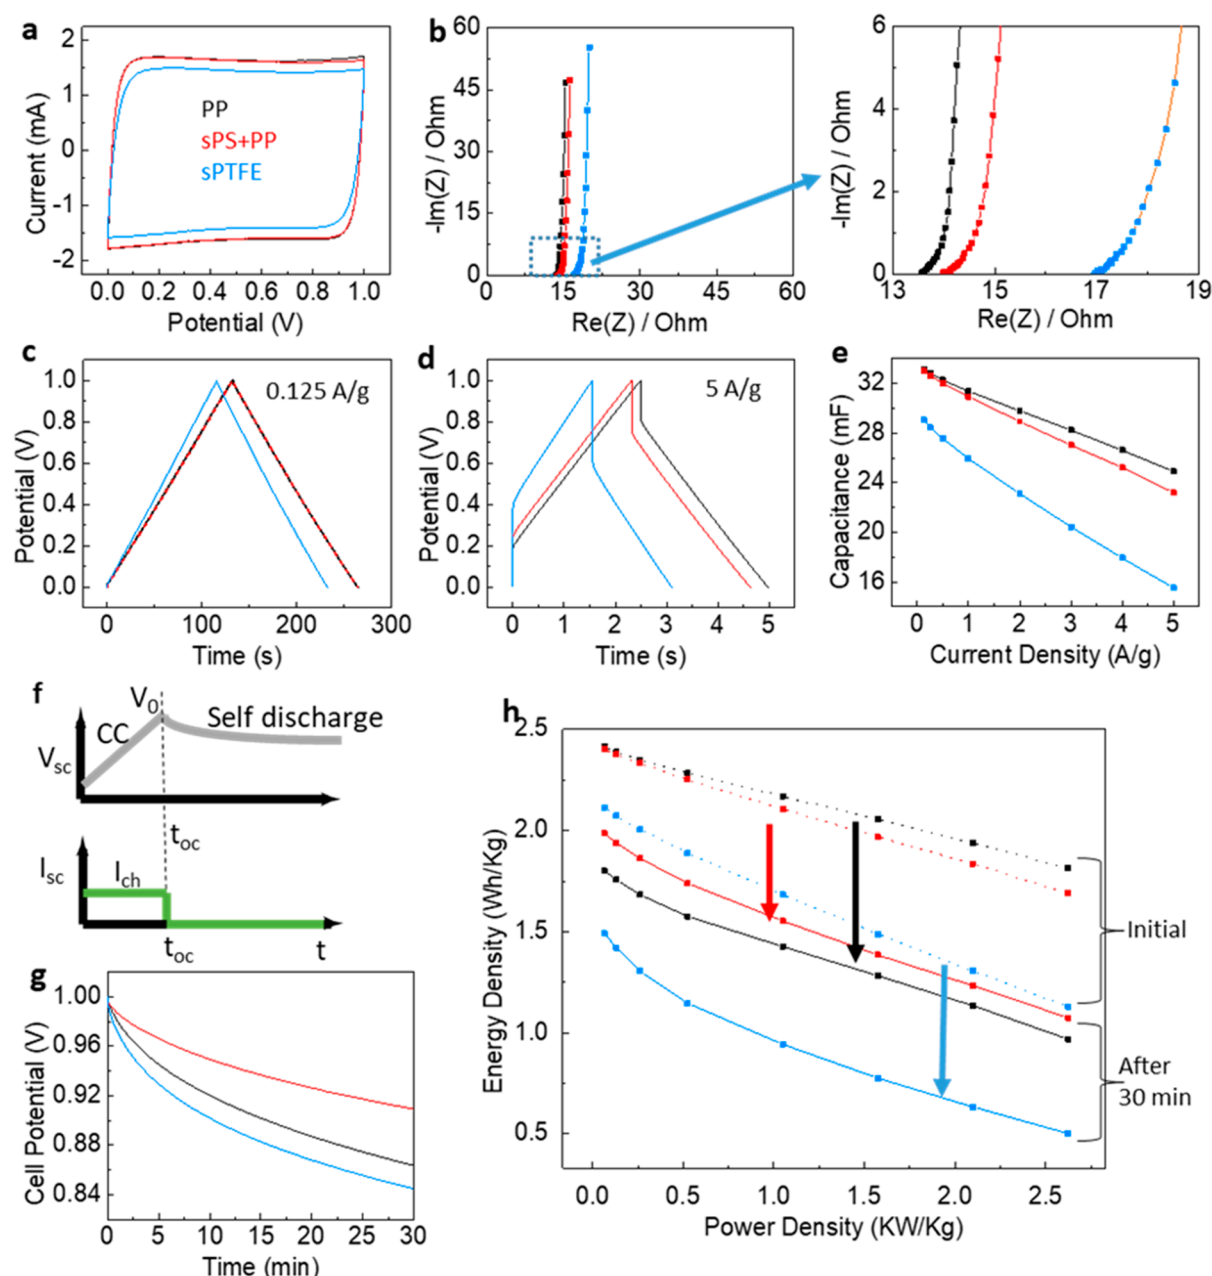 a
2
1
0
-1
-2
Current (mA)
PP
sPS+PP
sPTFE
0.0 0.2 0.4 0.6 0.8 1.0
Potential (V)
b
60
45
30
15
0
-Im(Z) / Ohm
0 15 30 45 60
Re(Z) / Ohm
6
4
2
0
-Im(Z) / Ohm
13 15 17 19
Re(Z) / Ohm
c
1.0
0.8
0.6
0.4
0.2
0.0
Potential (V)
0.125 A/g
0 100 200 300
Time (s)
d
1.0
0.8
0.6
0.4
0.2
0.0
Potential (V)
5 A/g
0 1 2 3 4 5
Time (s)
e
32
28
24
20
16
Capacitance (mF)
0 1 2 3 4 5
Current Density (A/g)
f
V0
CC
Self discharge
Vsc
toc
Isc
Ich
toc
t
g
1.00
0.96
0.92
0.88
0.84
Cell Potential (V)
0 5 10 15 20 25 30
Time (min)
h
2.5
2.0
1.5
1.0
0.5
Energy Density (Wh/Kg)
Initial
After
30 min
0.0 0.5 1.0 1.5 2.0 2.5
Power Density (KW/Kg)